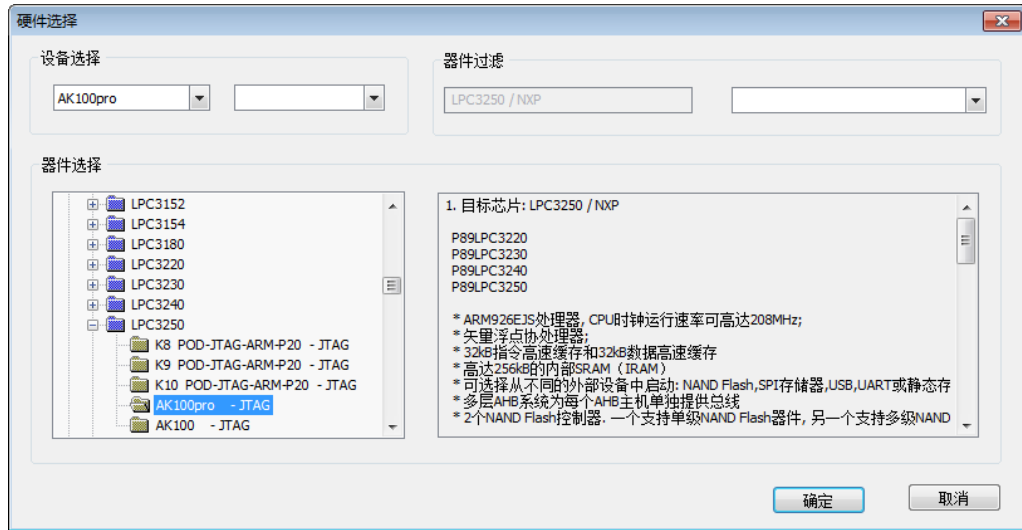 硬件选择
设备选择
AK100pro
器件过滤
LPC3250 / NXP
器件选择
LPC3152
LPC3154
LPC3180
LPC3220
LPC3230
LPC3240
LPC3250
K8 POD-JTAG-ARM-P20 - JTAG
K9 POD-JTAG-ARM-P20 - JTAG
K10 POD-JTAG-ARM-P20 - JTAG
AK100pro - JTAG
AK100 - JTAG
1. 目标芯片: LPC3250 / NXP
P89LPC3220
P89LPC3230
P89LPC3240
P89LPC3250
* ARM926EJS处理器, CPU时钟运行速率可高达208MHz;
* 矢量浮点协处理器;
* 32kB指令高速缓存和32kB数据高速缓存
* 高达256kB的内部SRAM（IRAM）
* 可选择从不同的外部设备中启动: NAND Flash,SPI存储器,USB,UART或静态存
* 多层AHB系统为每个AHB主机单独提供总线
* 2个NAND Flash控制器. 一个支持单级NAND Flash器件, 另一个支持多级NAND
确定
取消